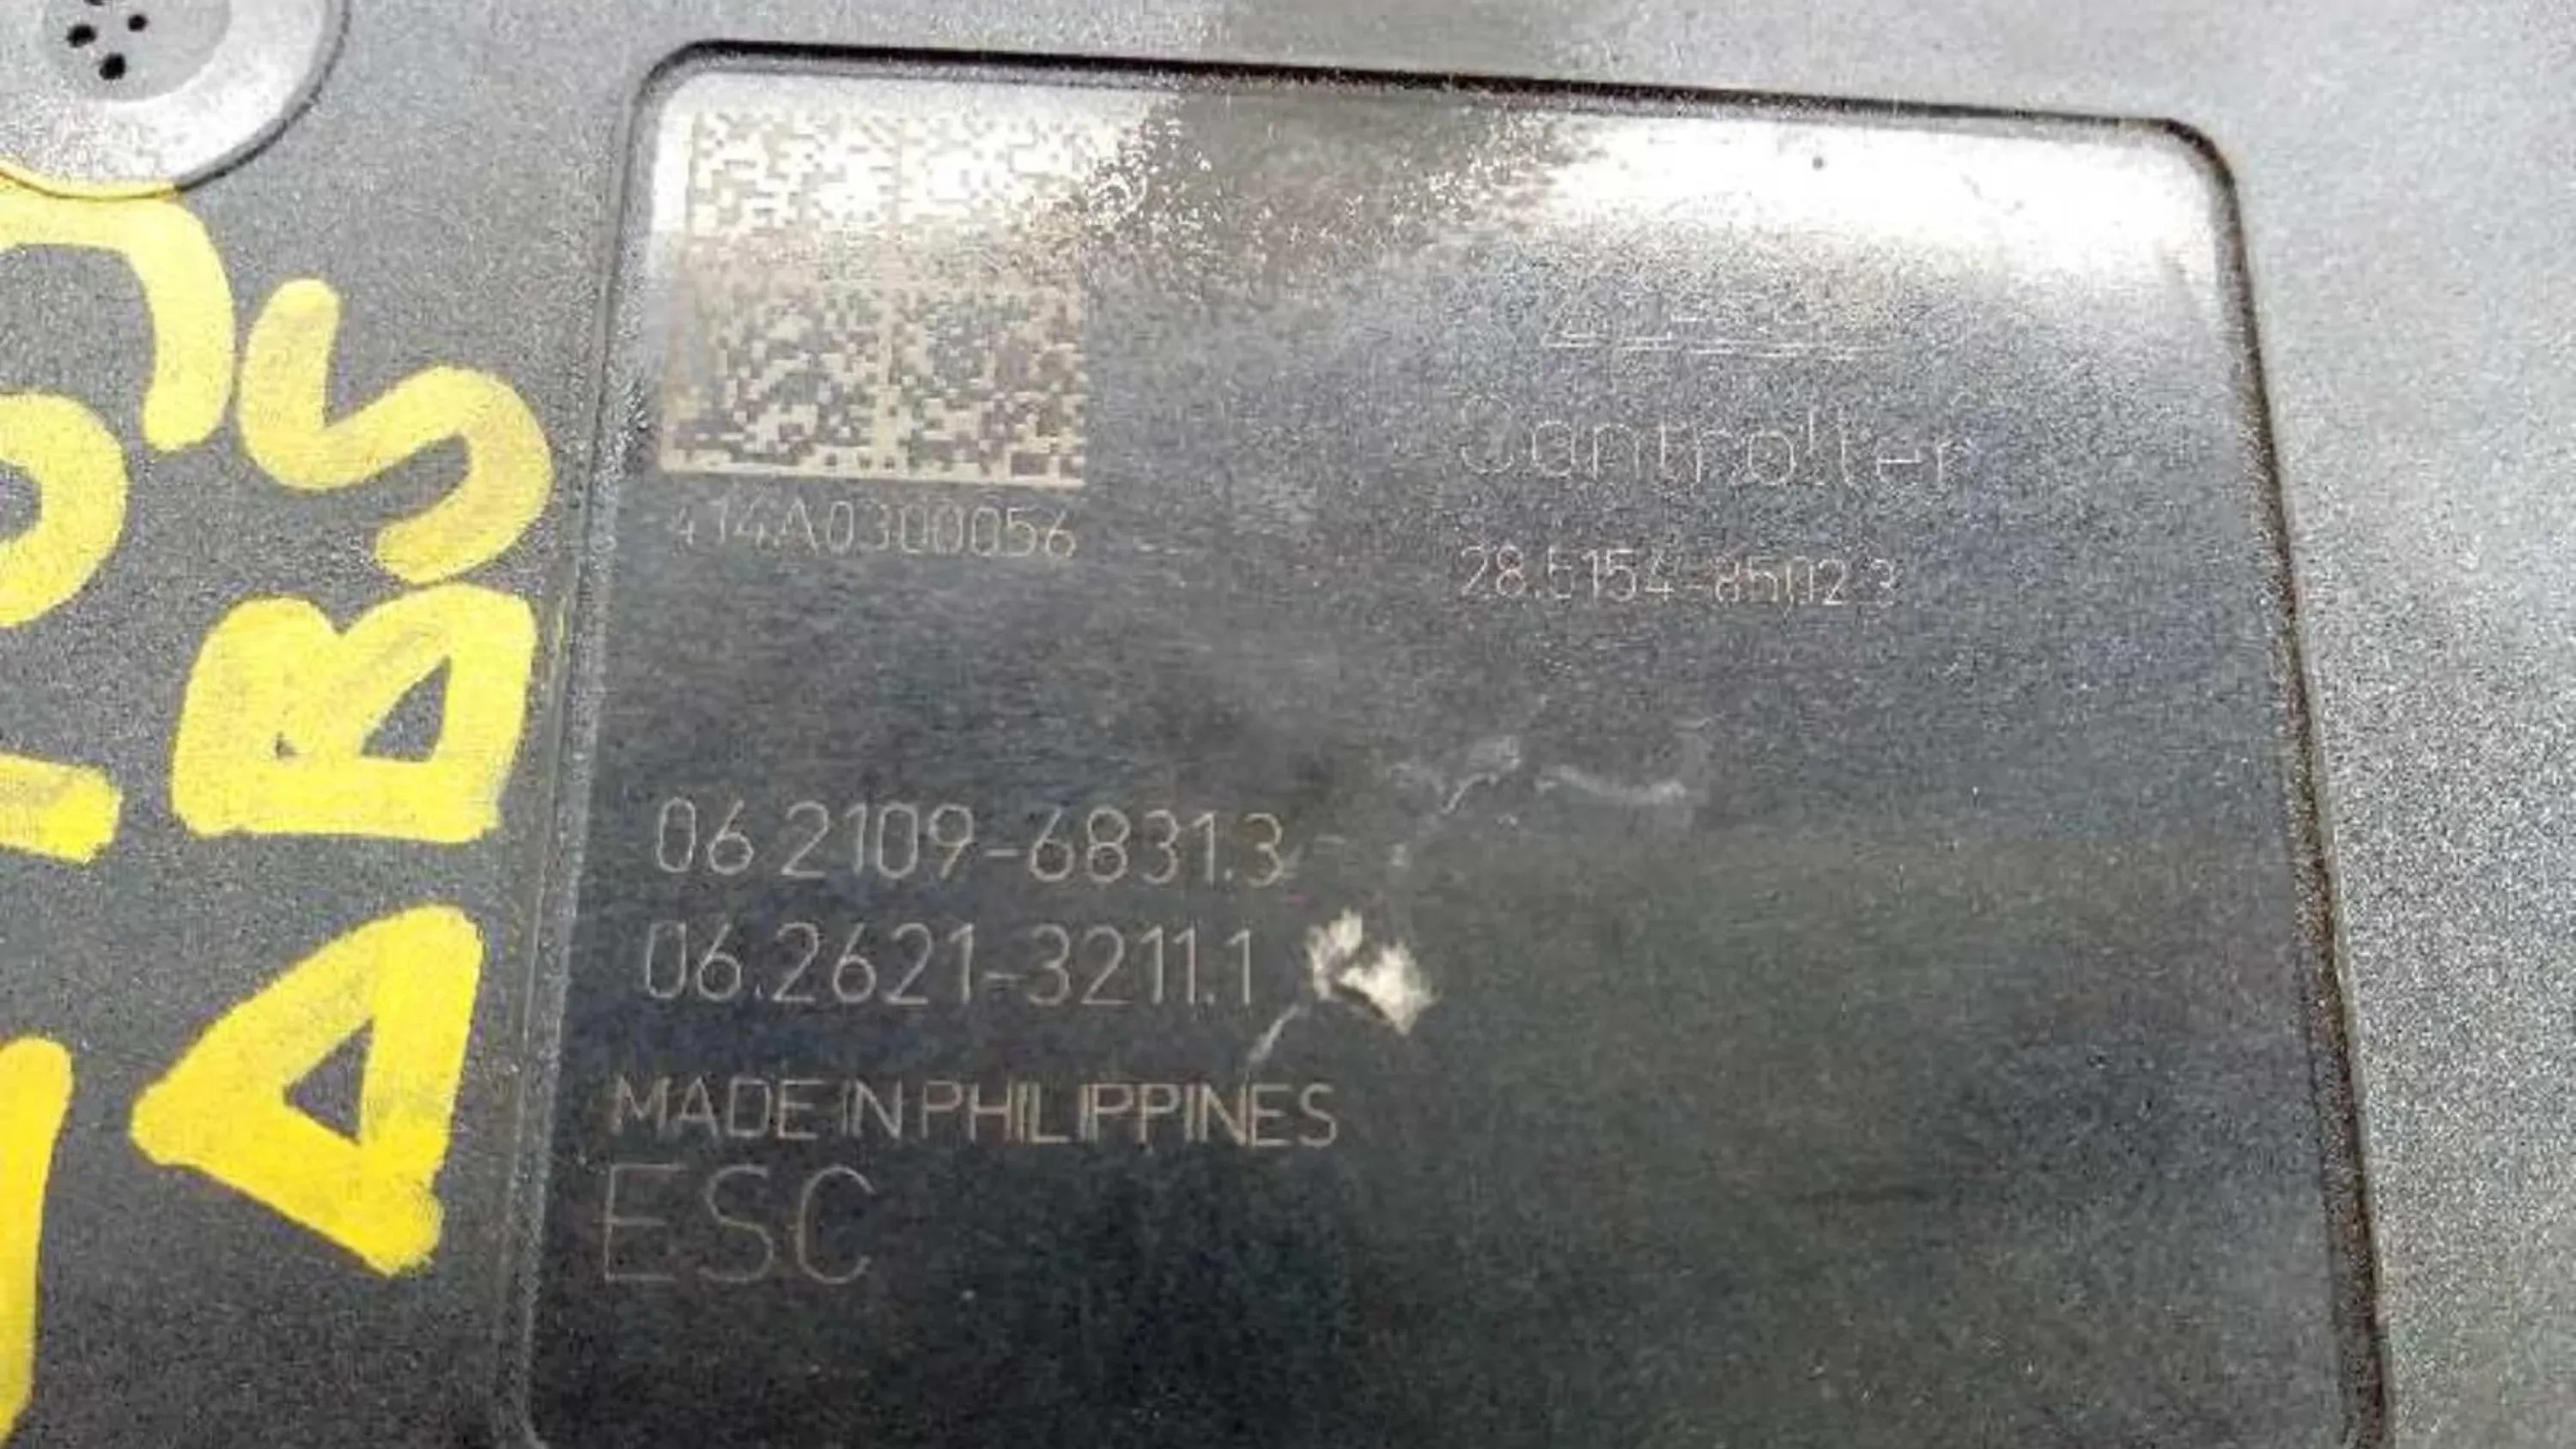 ABS
414A0300056
Controller
28.5154-8502.3
06.2109-6831.3
06.2621-3211.1
MADE IN PHILIPPINES
ESC